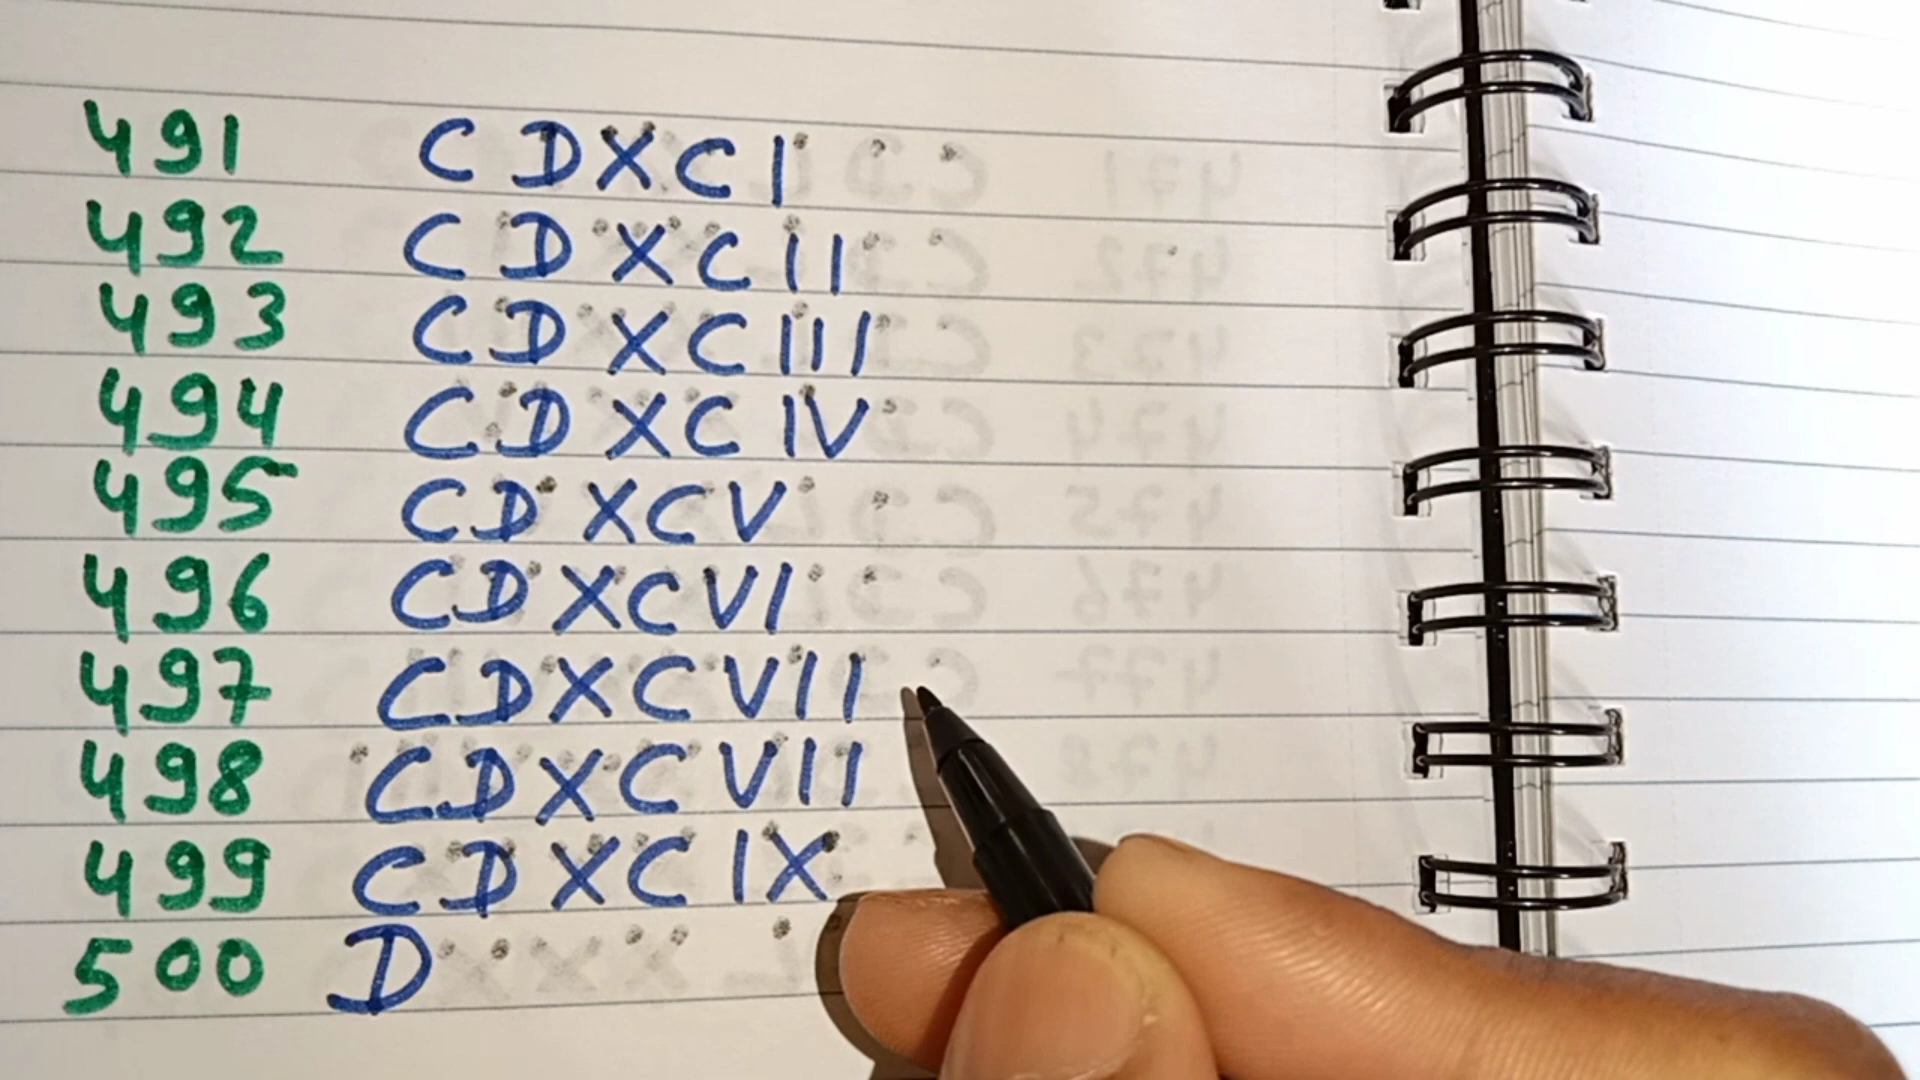 491 CDXCI
492 CDXCII
493 CDXCIII
494 CDXCIV
495 CDXCV
496 CDXCVI
497 CDXCVII
498 CDXCVII
499 CDXCIX
500 D